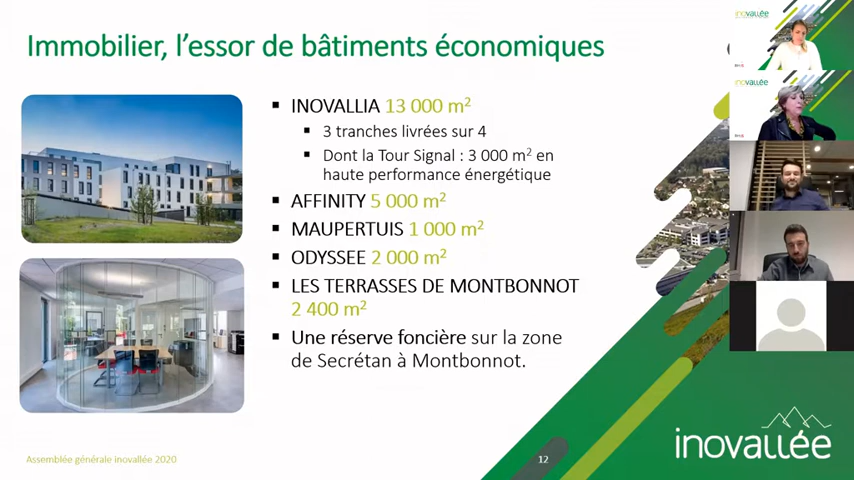 Immobilier, l'essor de bâtiments économiques
▪ INOVALLIA 13 000 m²
▪ 3 tranches livrées sur 4
▪ Dont la Tour Signal : 3 000 m² en
haute performance énergétique
▪ AFFINITY 5 000 m²
▪ MAUPERTUIS 1 000 m²
▪ ODYSSEE 2 000 m²
▪ LES TERRASSES DE MONTBONNOT
2 400 m²
▪ Une réserve foncière sur la zone
de Secrétan à Montbonnot.
Assemblée générale inovallée 2020
12
inovallée
inovallée
inovallée